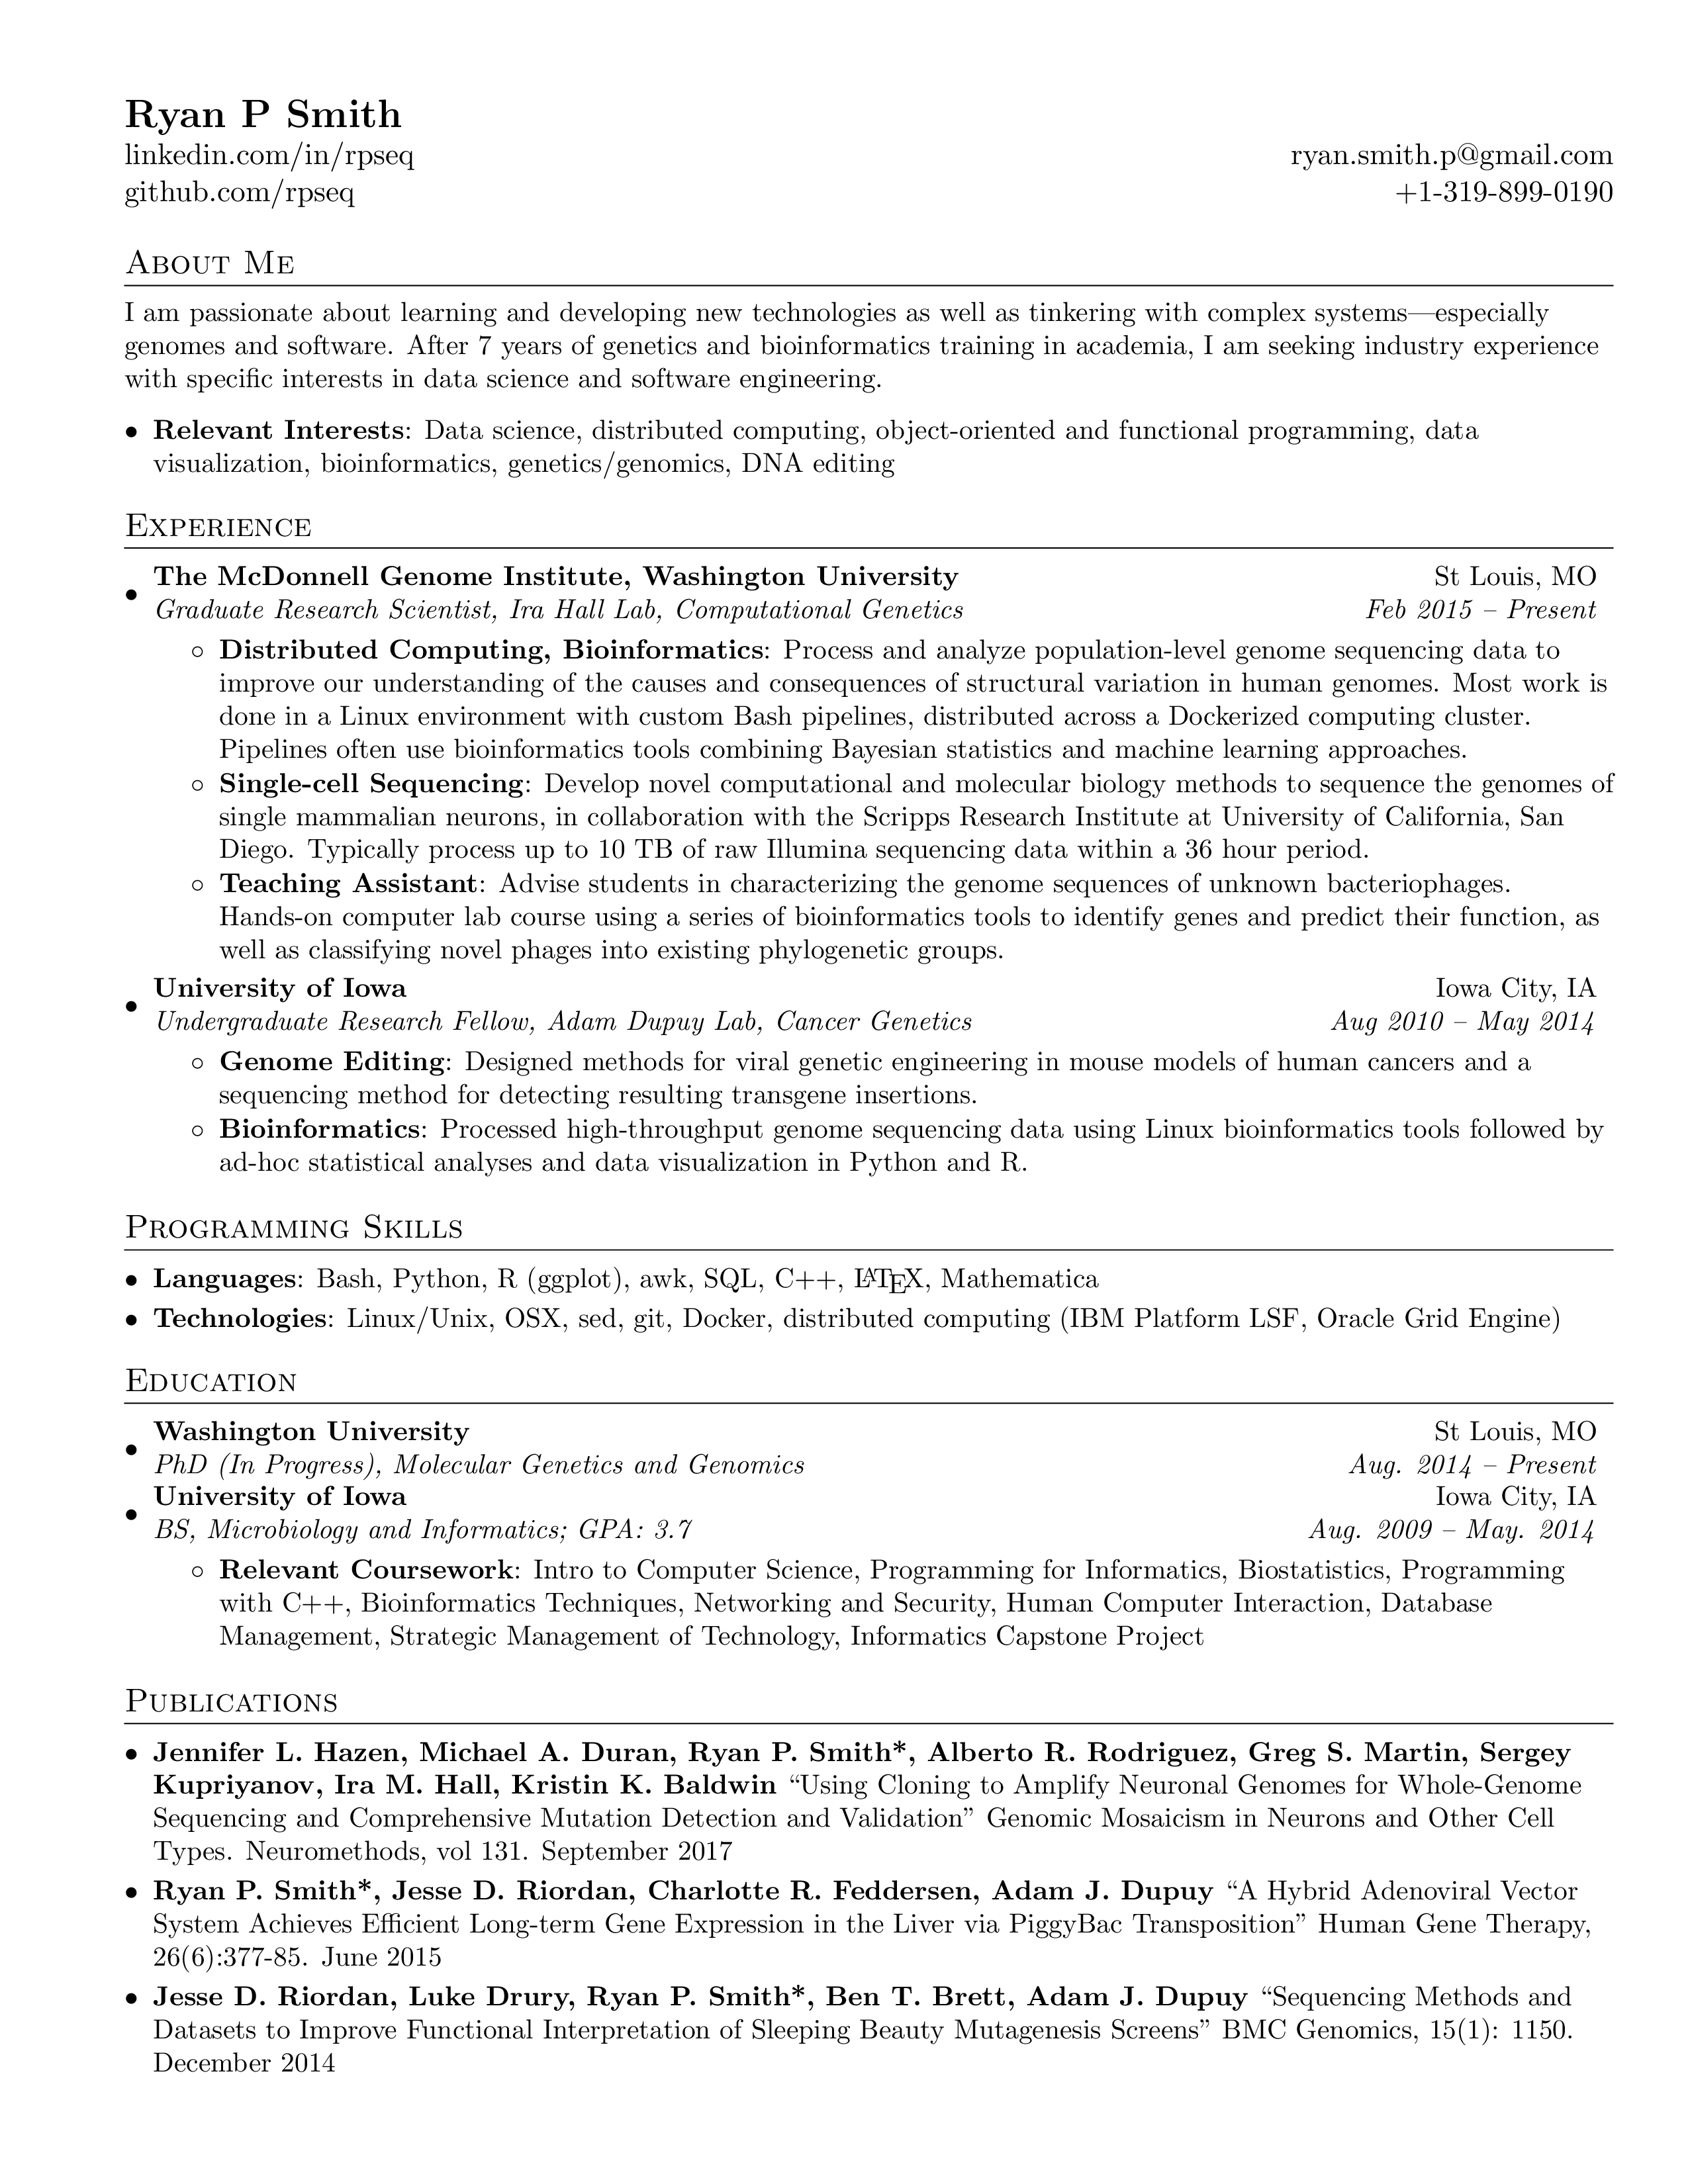 Ryan P Smith
linkedin.com/in/rpseq ryan.smith.p@gmail.com
github.com/rpseq +1-319-899-0190
About Me
I am passionate about learning and developing new technologies as well as tinkering with complex systems—especially
genomes and software. After 7 years of genetics and bioinformatics training in academia, I am seeking industry experience
with specific interests in data science and software engineering.
• Relevant Interests: Data science, distributed computing, object-oriented and functional programming, data
visualization, bioinformatics, genetics/genomics, DNA editing
Experience
• The McDonnell Genome Institute, Washington University St Louis, MO
Graduate Research Scientist, Ira Hall Lab, Computational Genetics Feb 2015 – Present
◦ Distributed Computing, Bioinformatics: Process and analyze population-level genome sequencing data to
improve our understanding of the causes and consequences of structural variation in human genomes. Most work is
done in a Linux environment with custom Bash pipelines, distributed across a Dockerized computing cluster.
Pipelines often use bioinformatics tools combining Bayesian statistics and machine learning approaches.
◦ Single-cell Sequencing: Develop novel computational and molecular biology methods to sequence the genomes of
single mammalian neurons, in collaboration with the Scripps Research Institute at University of California, San
Diego. Typically process up to 10 TB of raw Illumina sequencing data within a 36 hour period.
◦ Teaching Assistant: Advise students in characterizing the genome sequences of unknown bacteriophages.
Hands-on computer lab course using a series of bioinformatics tools to identify genes and predict their function, as
well as classifying novel phages into existing phylogenetic groups.
• University of Iowa Iowa City, IA
Undergraduate Research Fellow, Adam Dupuy Lab, Cancer Genetics Aug 2010 – May 2014
◦ Genome Editing: Designed methods for viral genetic engineering in mouse models of human cancers and a
sequencing method for detecting resulting transgene insertions.
◦ Bioinformatics: Processed high-throughput genome sequencing data using Linux bioinformatics tools followed by
ad-hoc statistical analyses and data visualization in Python and R.
Programming Skills
• Languages: Bash, Python, R (ggplot), awk, SQL, C++, LATEX, Mathematica
• Technologies: Linux/Unix, OSX, sed, git, Docker, distributed computing (IBM Platform LSF, Oracle Grid Engine)
Education
• Washington University St Louis, MO
PhD (In Progress), Molecular Genetics and Genomics Aug. 2014 – Present
• University of Iowa Iowa City, IA
BS, Microbiology and Informatics; GPA: 3.7 Aug. 2009 – May. 2014
◦ Relevant Coursework: Intro to Computer Science, Programming for Informatics, Biostatistics, Programming
with C++, Bioinformatics Techniques, Networking and Security, Human Computer Interaction, Database
Management, Strategic Management of Technology, Informatics Capstone Project
Publications
• Jennifer L. Hazen, Michael A. Duran, Ryan P. Smith*, Alberto R. Rodriguez, Greg S. Martin, Sergey
Kupriyanov, Ira M. Hall, Kristin K. Baldwin “Using Cloning to Amplify Neuronal Genomes for Whole-Genome
Sequencing and Comprehensive Mutation Detection and Validation” Genomic Mosaicism in Neurons and Other Cell
Types. Neuromethods, vol 131. September 2017
• Ryan P. Smith*, Jesse D. Riordan, Charlotte R. Feddersen, Adam J. Dupuy “A Hybrid Adenoviral Vector
System Achieves Efficient Long-term Gene Expression in the Liver via PiggyBac Transposition” Human Gene Therapy,
26(6):377-85. June 2015
• Jesse D. Riordan, Luke Drury, Ryan P. Smith*, Ben T. Brett, Adam J. Dupuy “Sequencing Methods and
Datasets to Improve Functional Interpretation of Sleeping Beauty Mutagenesis Screens” BMC Genomics, 15(1): 1150.
December 2014